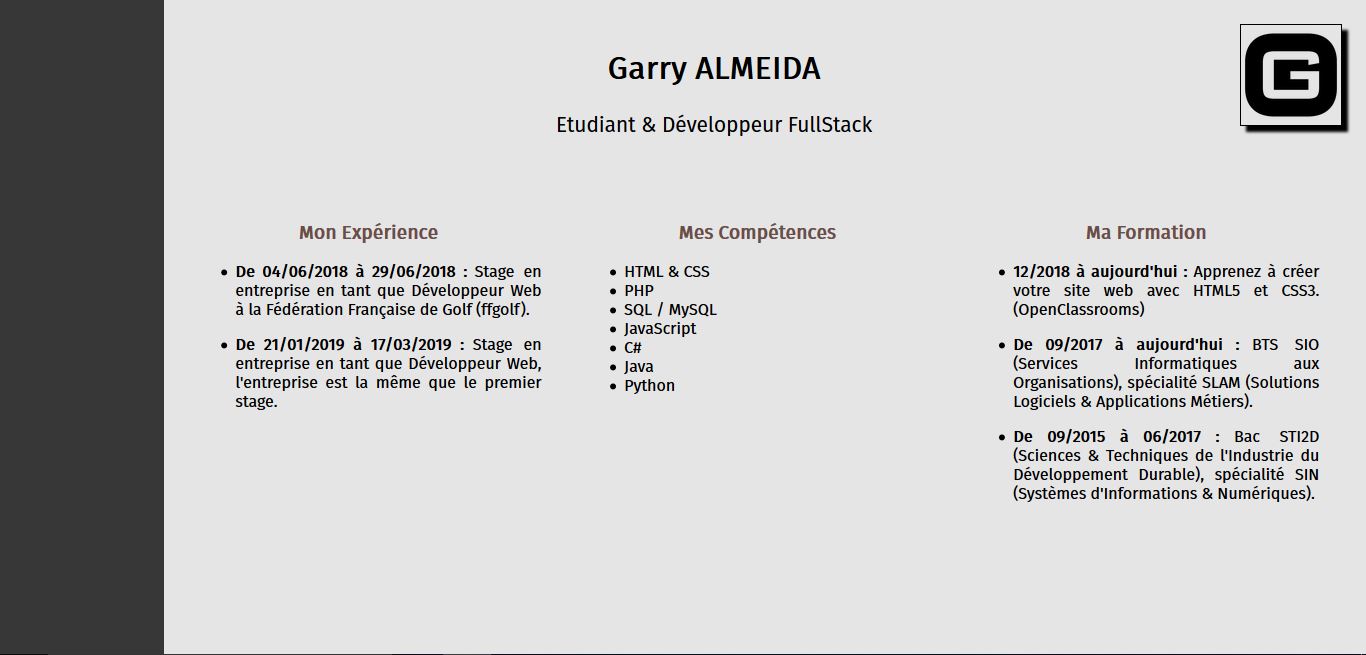 Garry ALMEIDA
G
Etudiant & Développeur FullStack
Mon Expérience
De 04/06/2018 à 29/06/2018 : Stage en
entreprise en tant que Développeur Web
à la Fédération Française de Golf (ffgolf).
De 21/01/2019 à 17/03/2019 : Stage en
entreprise en tant que Développeur Web,
l'entreprise est la même que le premier
stage.
Mes Compétences
HTML & CSS
PHP
SQL / MySQL
JavaScript
C#
Java
Python
Ma Formation
12/2018 à aujourd'hui : Apprenez à créer
votre site web avec HTML5 et CSS3.
(OpenClassrooms)
De 09/2017 à aujourd'hui : BTS SIO
(Services Informatiques aux
Organisations), spécialité SLAM (Solutions
Logiciels & Applications Métiers).
De 09/2015 à 06/2017 : Bac STI2D
(Sciences & Techniques de l'Industrie du
Développement Durable), spécialité SIN
(Systèmes d'Informations & Numériques).